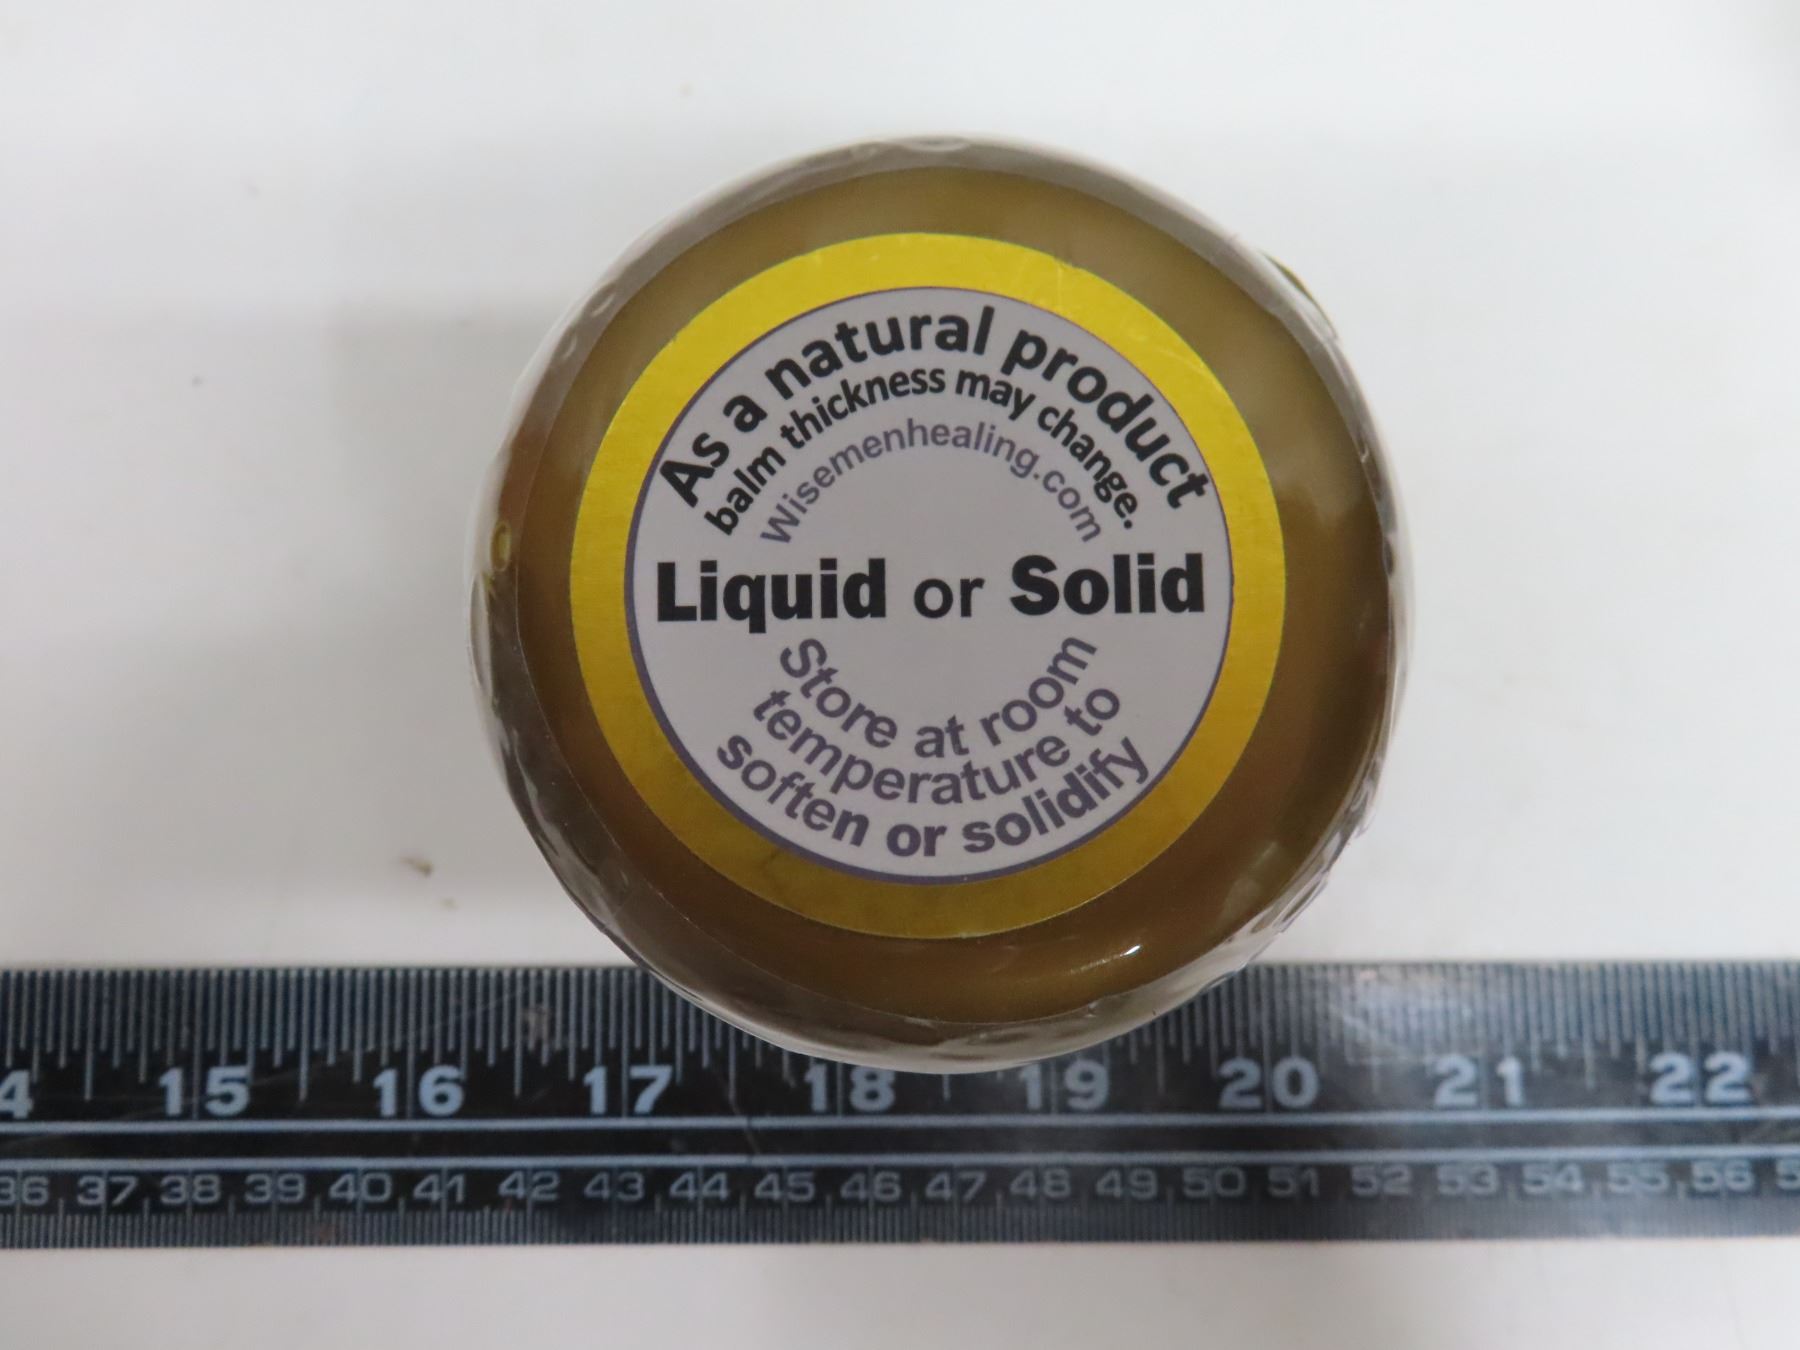 As a natural product
balm thickness may change.
Wisemenhealing.com
Liquid or Solid
Store at room
temperature to
soften or solidify
15 16 17 18 19 20 21 22
36 37 38 39 40 41 42 43 44 45 46 47 48 49 50 51 52 53 54 55 56